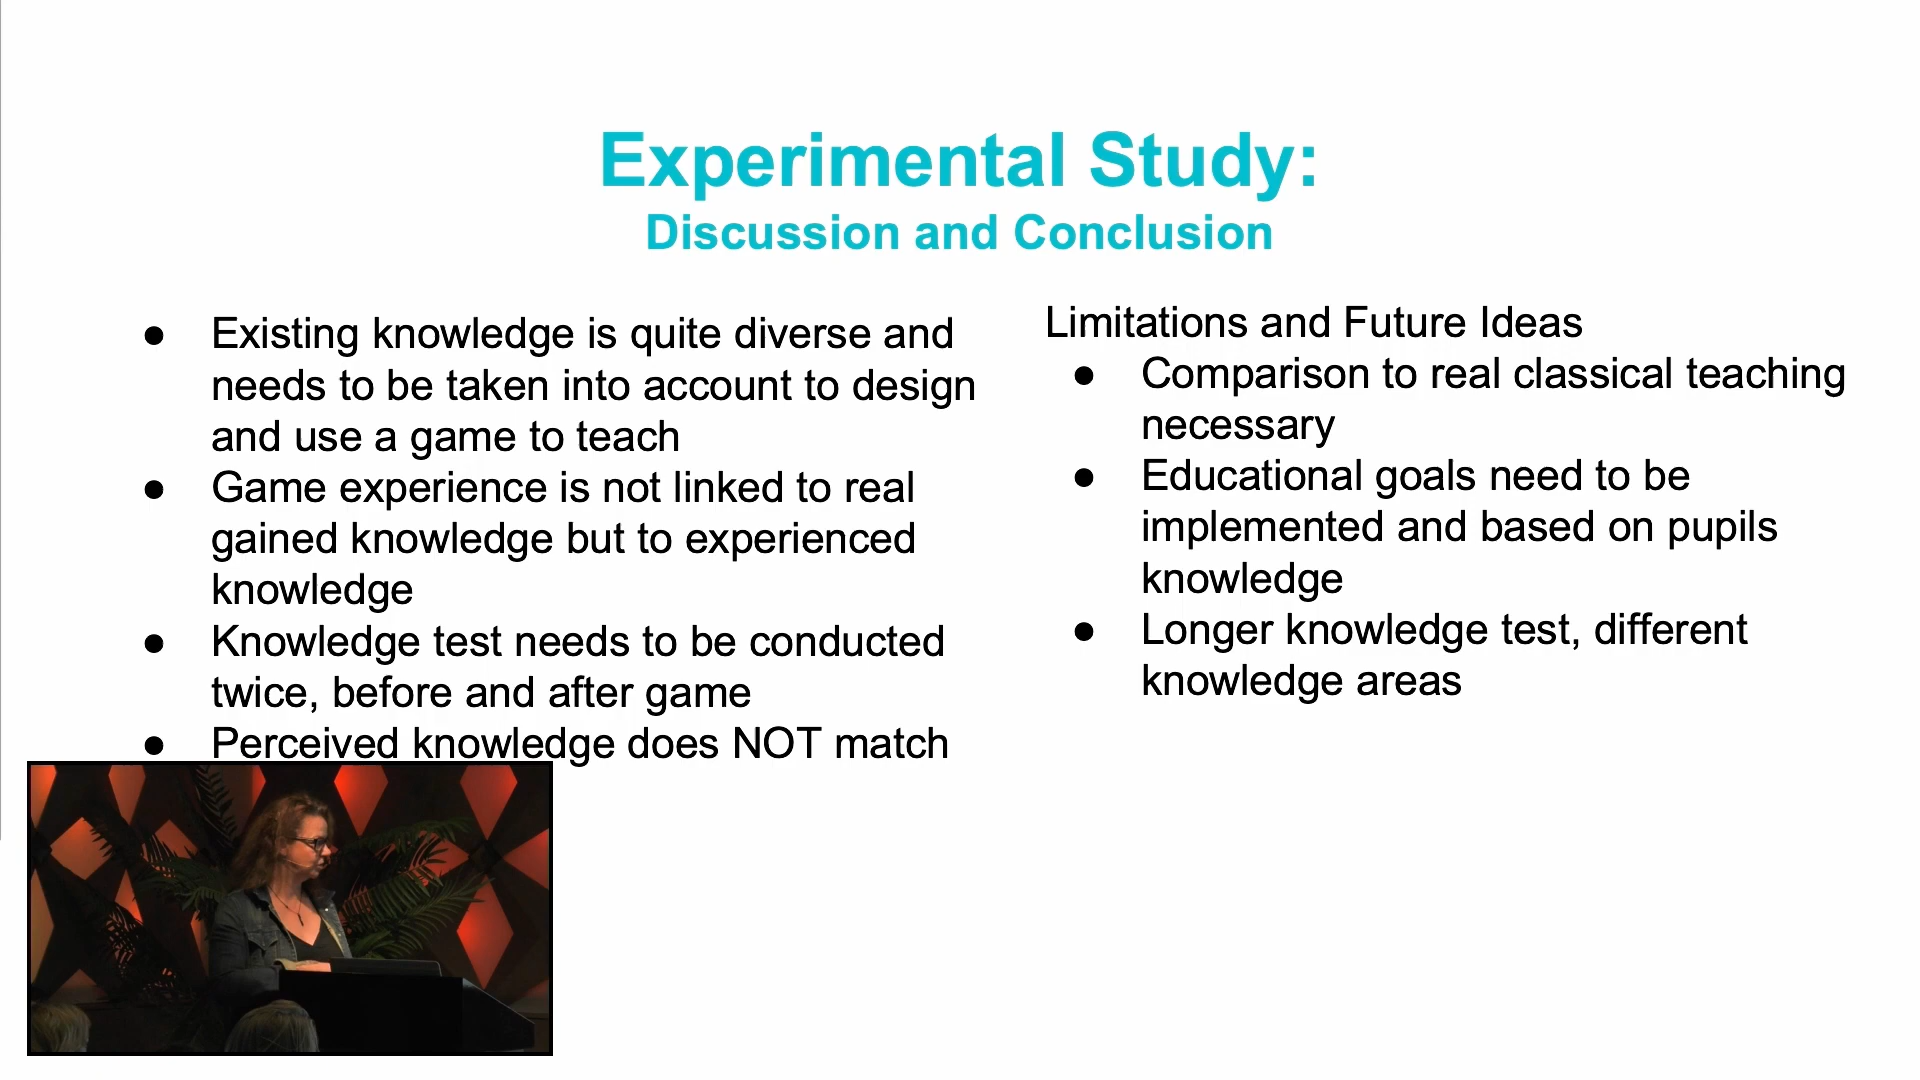 Experimental Study:
Discussion and Conclusion
● Existing knowledge is quite diverse and
needs to be taken into account to design
and use a game to teach
● Game experience is not linked to real
gained knowledge but to experienced
knowledge
● Knowledge test needs to be conducted
twice, before and after game
● Perceived knowledge does NOT match
Limitations and Future Ideas
● Comparison to real classical teaching
necessary
● Educational goals need to be
implemented and based on pupils
knowledge
● Longer knowledge test, different
knowledge areas